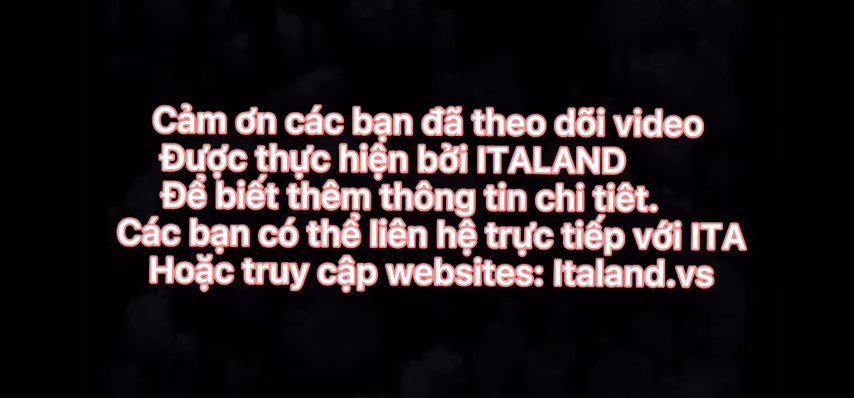 Cảm ơn các bạn đã theo dõi video
Được thực hiện bởi ITALAND
Để biết thêm thông tin chi tiêt.
Các bạn có thể liên hệ trực tiếp với ITA
Hoặc truy cập websites: Italand.vs